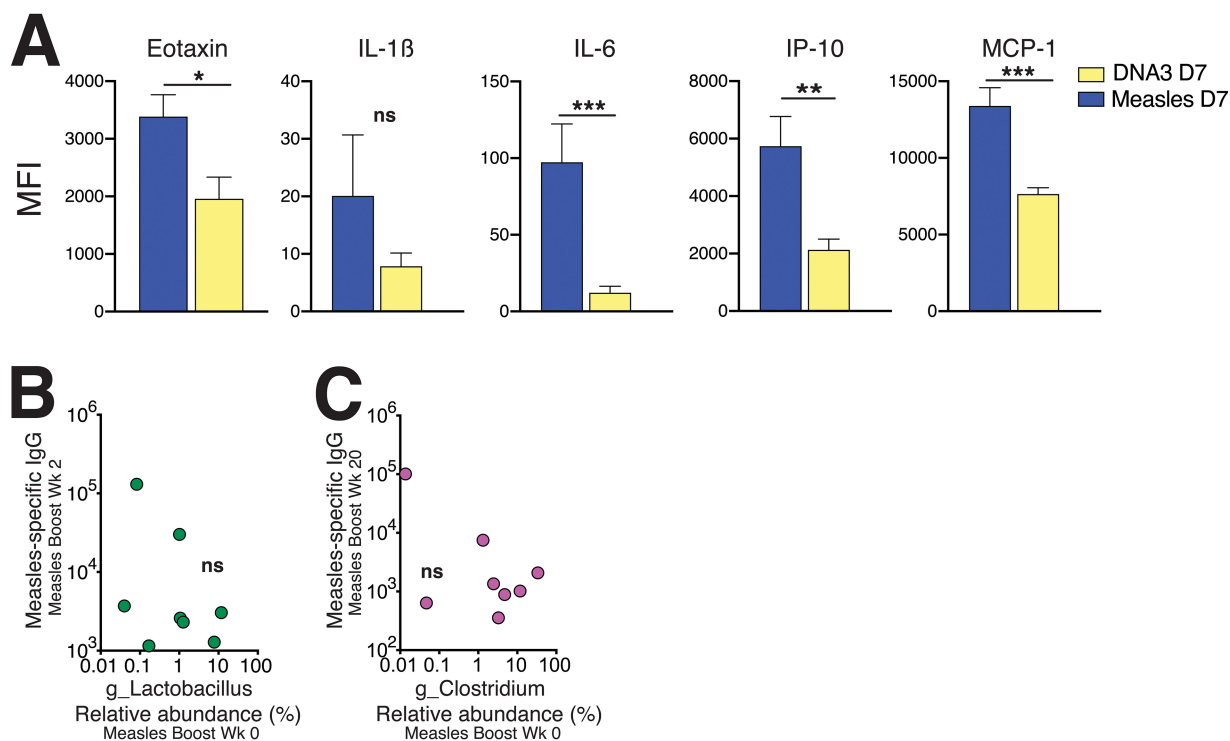 A
Eotaxin IL-1ß IL-6 IP-10 MCP-1
DNA3 D7
Measles D7
MFI
4000
3000
2000
1000
0
*
40
30
20
10
0
ns
150
100
50
0
***
8000
6000
4000
2000
0
**
15000
10000
5000
0
***
B
Measles-specific IgG
Measles Boost Wk 2
10^6
10^5
10^4
10^3
ns
0.01 0.1 1 10 100
g_Lactobacillus
Relative abundance (%)
Measles Boost Wk 0
C
Measles-specific IgG
Measles Boost Wk 20
10^6
10^5
10^4
10^3
10^2
ns
0.01 0.1 1 10 100
g_Clostridium
Relative abundance (%)
Measles Boost Wk 0